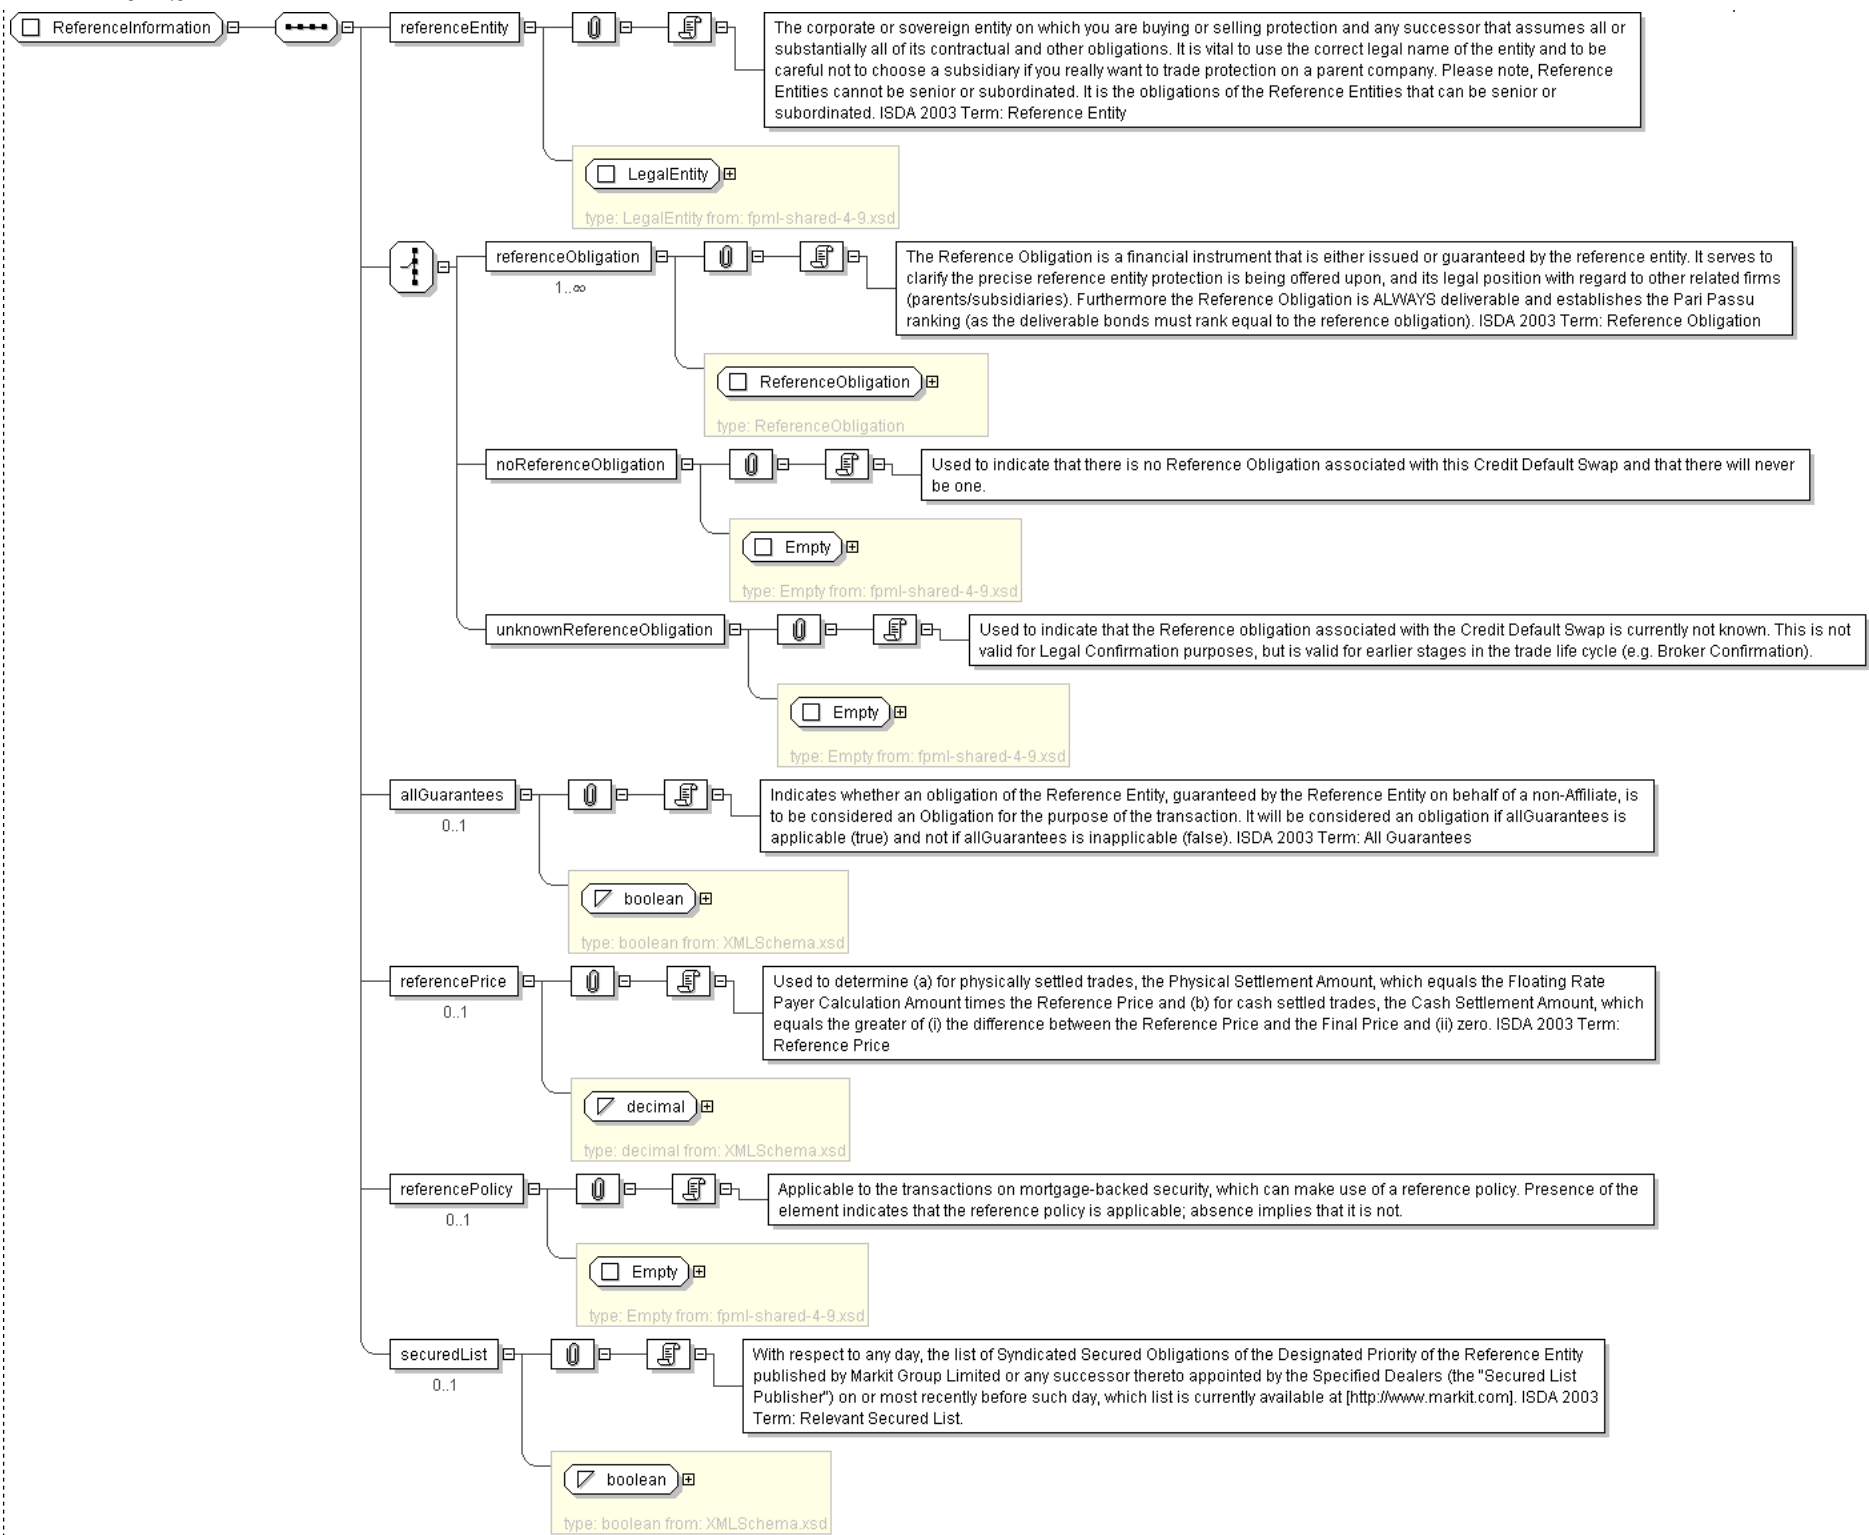 ReferenceInformation
referenceEntity
The corporate or sovereign entity on which you are buying or selling protection and any successor that assumes all or
substantially all of its contractual and other obligations. It is vital to use the correct legal name of the entity and to be
careful not to choose a subsidiary if you really want to trade protection on a parent company. Please note, Reference
Entities cannot be senior or subordinated. It is the obligations of the Reference Entities that can be senior or
subordinated. ISDA 2003 Term: Reference Entity
LegalEntity
type: LegalEntity from: fpml-shared-4-9.xsd
referenceObligation
1..∞
The Reference Obligation is a financial instrument that is either issued or guaranteed by the reference entity. It serves to
clarify the precise reference entity protection is being offered upon, and its legal position with regard to other related firms
(parents/subsidiaries). Furthermore the Reference Obligation is ALWAYS deliverable and establishes the Pari Passu
ranking (as the deliverable bonds must rank equal to the reference obligation). ISDA 2003 Term: Reference Obligation
ReferenceObligation
type: ReferenceObligation
noReferenceObligation
Used to indicate that there is no Reference Obligation associated with this Credit Default Swap and that there will never
be one.
Empty
type: Empty from: fpml-shared-4-9.xsd
unknownReferenceObligation
Used to indicate that the Reference obligation associated with the Credit Default Swap is currently not known. This is not
valid for Legal Confirmation purposes, but is valid for earlier stages in the trade life cycle (e.g. Broker Confirmation).
Empty
type: Empty from: fpml-shared-4-9.xsd
allGuarantees
0..1
Indicates whether an obligation of the Reference Entity, guaranteed by the Reference Entity on behalf of a non-Affiliate, is
to be considered an Obligation for the purpose of the transaction. It will be considered an obligation if allGuarantees is
applicable (true) and not if allGuarantees is inapplicable (false). ISDA 2003 Term: All Guarantees
boolean
type: boolean from: XMLSchema.xsd
referencePrice
0..1
Used to determine (a) for physically settled trades, the Physical Settlement Amount, which equals the Floating Rate
Payer Calculation Amount times the Reference Price and (b) for cash settled trades, the Cash Settlement Amount, which
equals the greater of (i) the difference between the Reference Price and the Final Price and (ii) zero. ISDA 2003 Term:
Reference Price
decimal
type: decimal from: XMLSchema.xsd
referencePolicy
0..1
Applicable to the transactions on mortgage-backed security, which can make use of a reference policy. Presence of the
element indicates that the reference policy is applicable; absence implies that it is not.
Empty
type: Empty from: fpml-shared-4-9.xsd
securedList
0..1
With respect to any day, the list of Syndicated Secured Obligations of the Designated Priority of the Reference Entity
published by Markit Group Limited or any successor thereto appointed by the Specified Dealers (the "Secured List
Publisher") on or most recently before such day, which list is currently available at [http://www.markit.com]. ISDA 2003
Term: Relevant Secured List.
boolean
type: boolean from: XMLSchema.xsd